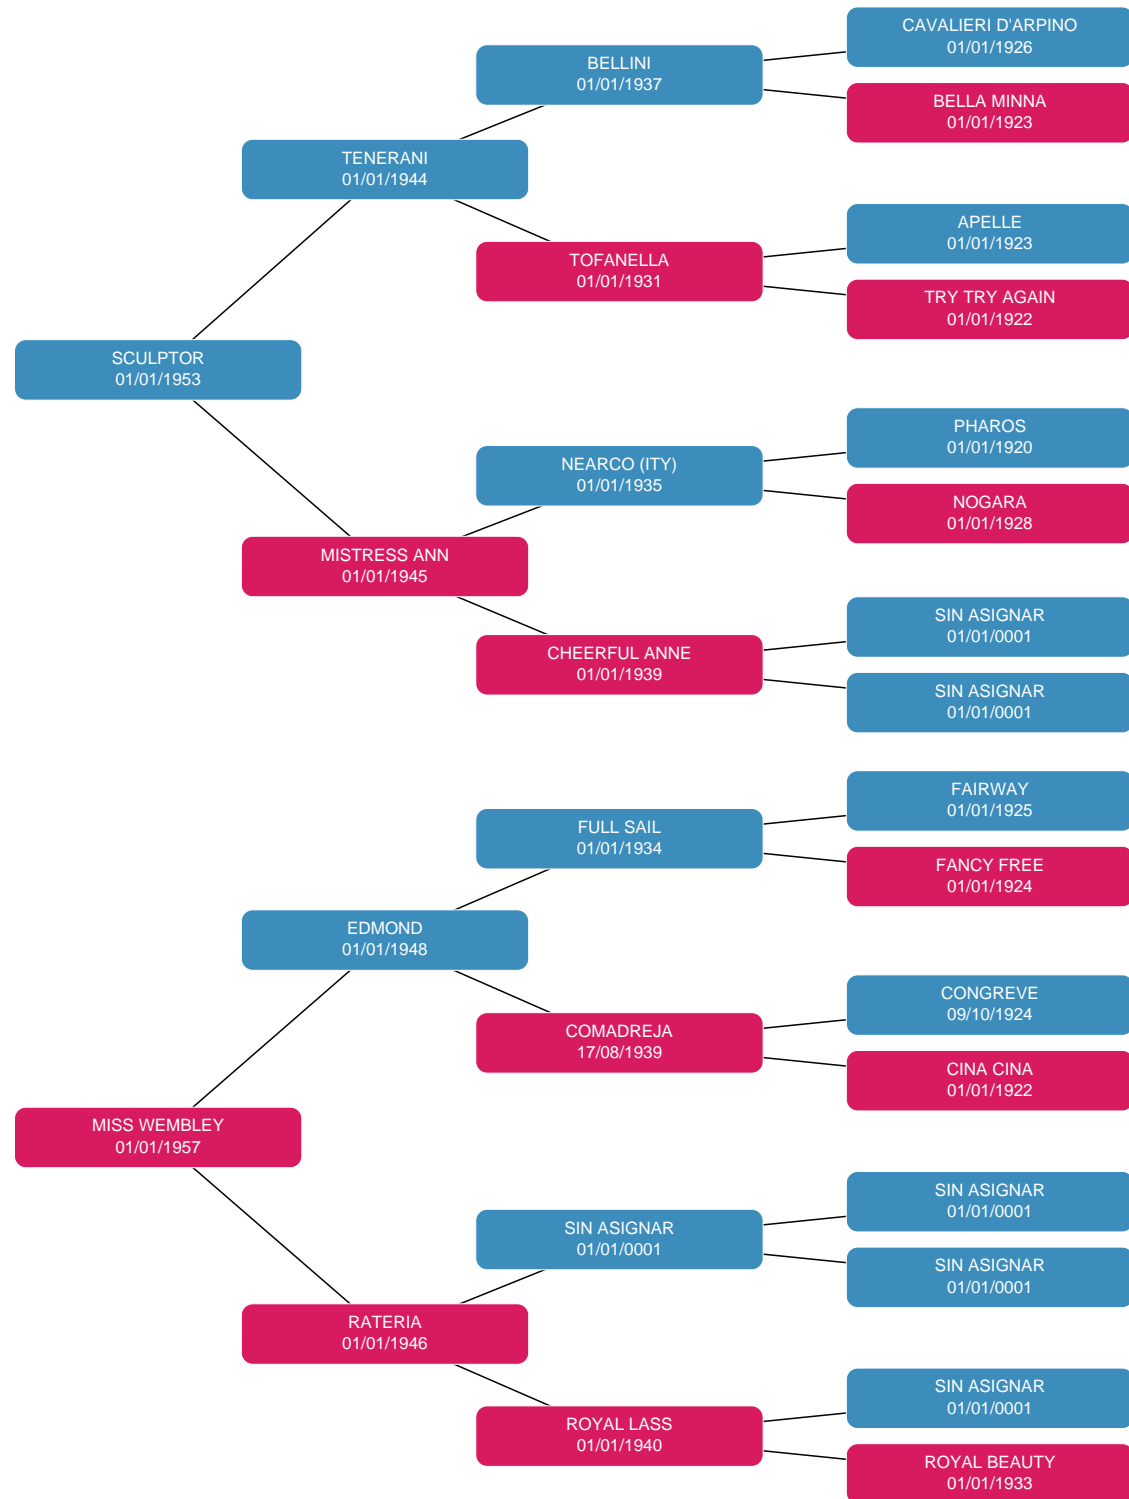 CAVALIERI D'ARPINO
01/01/1926
BELLINI
01/01/1937
BELLA MINNA
01/01/1923
TENERANI
01/01/1944
APELLE
01/01/1923
TOFANELLA
01/01/1931
TRY TRY AGAIN
01/01/1922
SCULPTOR
01/01/1953
PHAROS
01/01/1920
NEARCO (ITY)
01/01/1935
NOGARA
01/01/1928
MISTRESS ANN
01/01/1945
SIN ASIGNAR
01/01/0001
CHEERFUL ANNE
01/01/1939
SIN ASIGNAR
01/01/0001
FAIRWAY
01/01/1925
FULL SAIL
01/01/1934
FANCY FREE
01/01/1924
EDMOND
01/01/1948
CONGREVE
09/10/1924
COMADREJA
17/08/1939
CINA CINA
01/01/1922
MISS WEMBLEY
01/01/1957
SIN ASIGNAR
01/01/0001
SIN ASIGNAR
01/01/0001
SIN ASIGNAR
01/01/0001
RATERIA
01/01/1946
SIN ASIGNAR
01/01/0001
ROYAL LASS
01/01/1940
ROYAL BEAUTY
01/01/1933